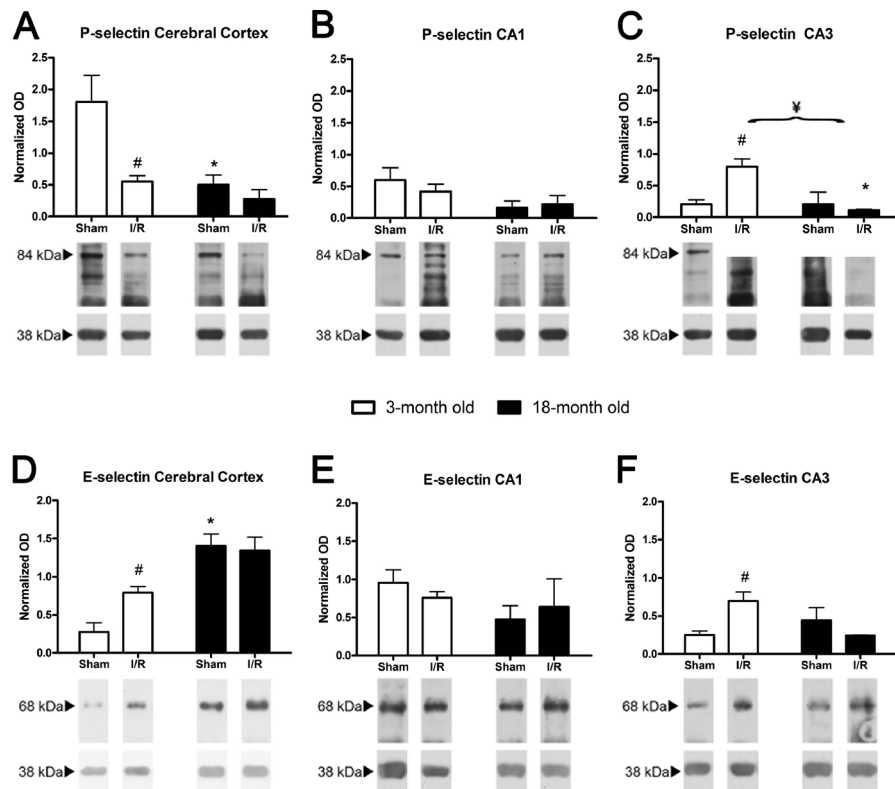 A
P-selectin Cerebral Cortex
Normalized OD
2.5
2.0
1.5
1.0
0.5
0.0
#
*
Sham I/R Sham I/R
84 kDa
38 kDa
B
P-selectin CA1
Normalized OD
2.5
2.0
1.5
1.0
0.5
0.0
Sham I/R Sham I/R
84 kDa
38 kDa
C
P-selectin CA3
Normalized OD
2.5
2.0
1.5
1.0
0.5
0.0
¥
#
*
Sham I/R Sham I/R
84 kDa
38 kDa
3-month old 18-month old
D
E-selectin Cerebral Cortex
Normalized OD
2.0
1.5
1.0
0.5
0.0
#
*
Sham I/R Sham I/R
68 kDa
38 kDa
E
E-selectin CA1
Normalized OD
2.0
1.5
1.0
0.5
0.0
Sham I/R Sham I/R
68 kDa
38 kDa
F
E-selectin CA3
Normalized OD
2.0
1.5
1.0
0.5
0.0
#
Sham I/R Sham I/R
68 kDa
38 kDa